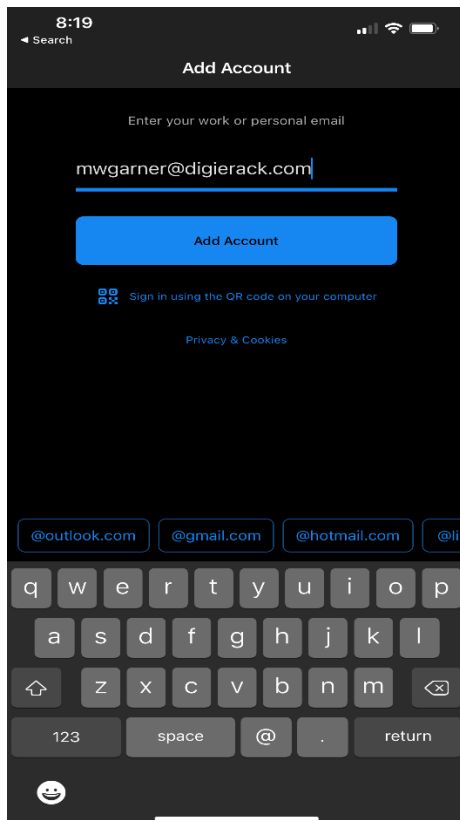 8:19
◄ Search
Add Account
Enter your work or personal email
mwgarner@digierack.com
Add Account
Sign in using the QR code on your computer
Privacy & Cookies
@outlook.com @gmail.com @hotmail.com @li
q w e r t y u i o p
a s d f g h j k l
z x c v b n m
123 space @ . return